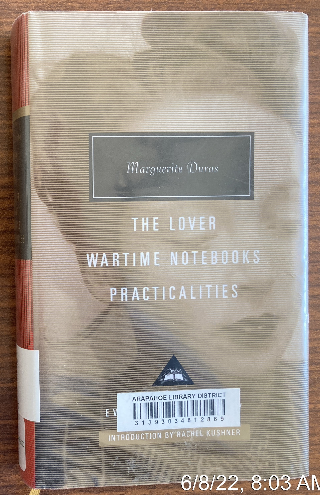 Marguerite Duras
THE LOVER
WARTIME NOTEBOOKS
PRACTICALITIES
ARAPAHOE LIBRARY DISTRICT
INTRODUCTION BY RACHEL KUSHNER
6/8/22, 8:03 AM